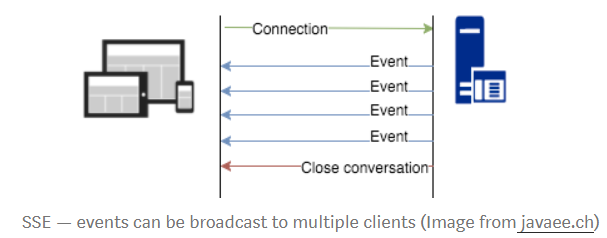 Connection
Event
Event
Event
Event
Close conversation
SSE — events can be broadcast to multiple clients (Image from javaee.ch)